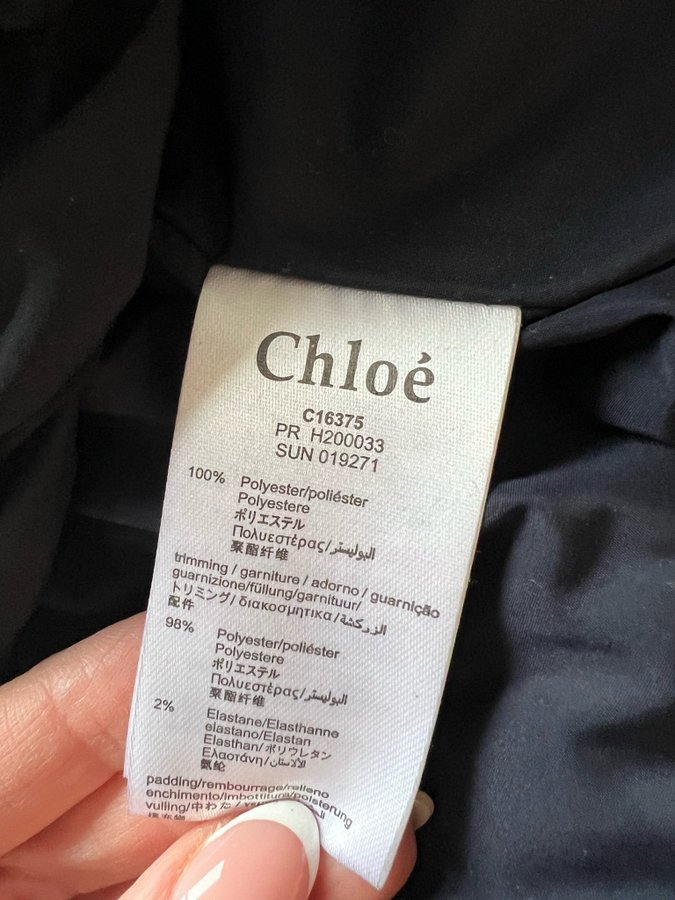 Chloé
C16375
PR H200033
SUN 019271
100% Polyester/poliéster
Polyestere
ポリエステル
Πολυεστέρας/البوليستر
聚酯纤维
trimming / garniture / adorno / guarnição
guarnizione/füllung/garnituur/
トリミング/ διακοσμητικα/الزركشة
配件
98% Polyester/poliéster
Polyestere
ポリエステル
Πολυεστέρας/البوليستر
聚酯纤维
2% Elastane/Elasthanne
elastano/Elastan
Elasthan/ポリウレタン
Ελαστάνη/الألاستان
氨纶
padding/rembourrage/relleno
enchimento/imbottitura/polsterung
vulling/中わた/